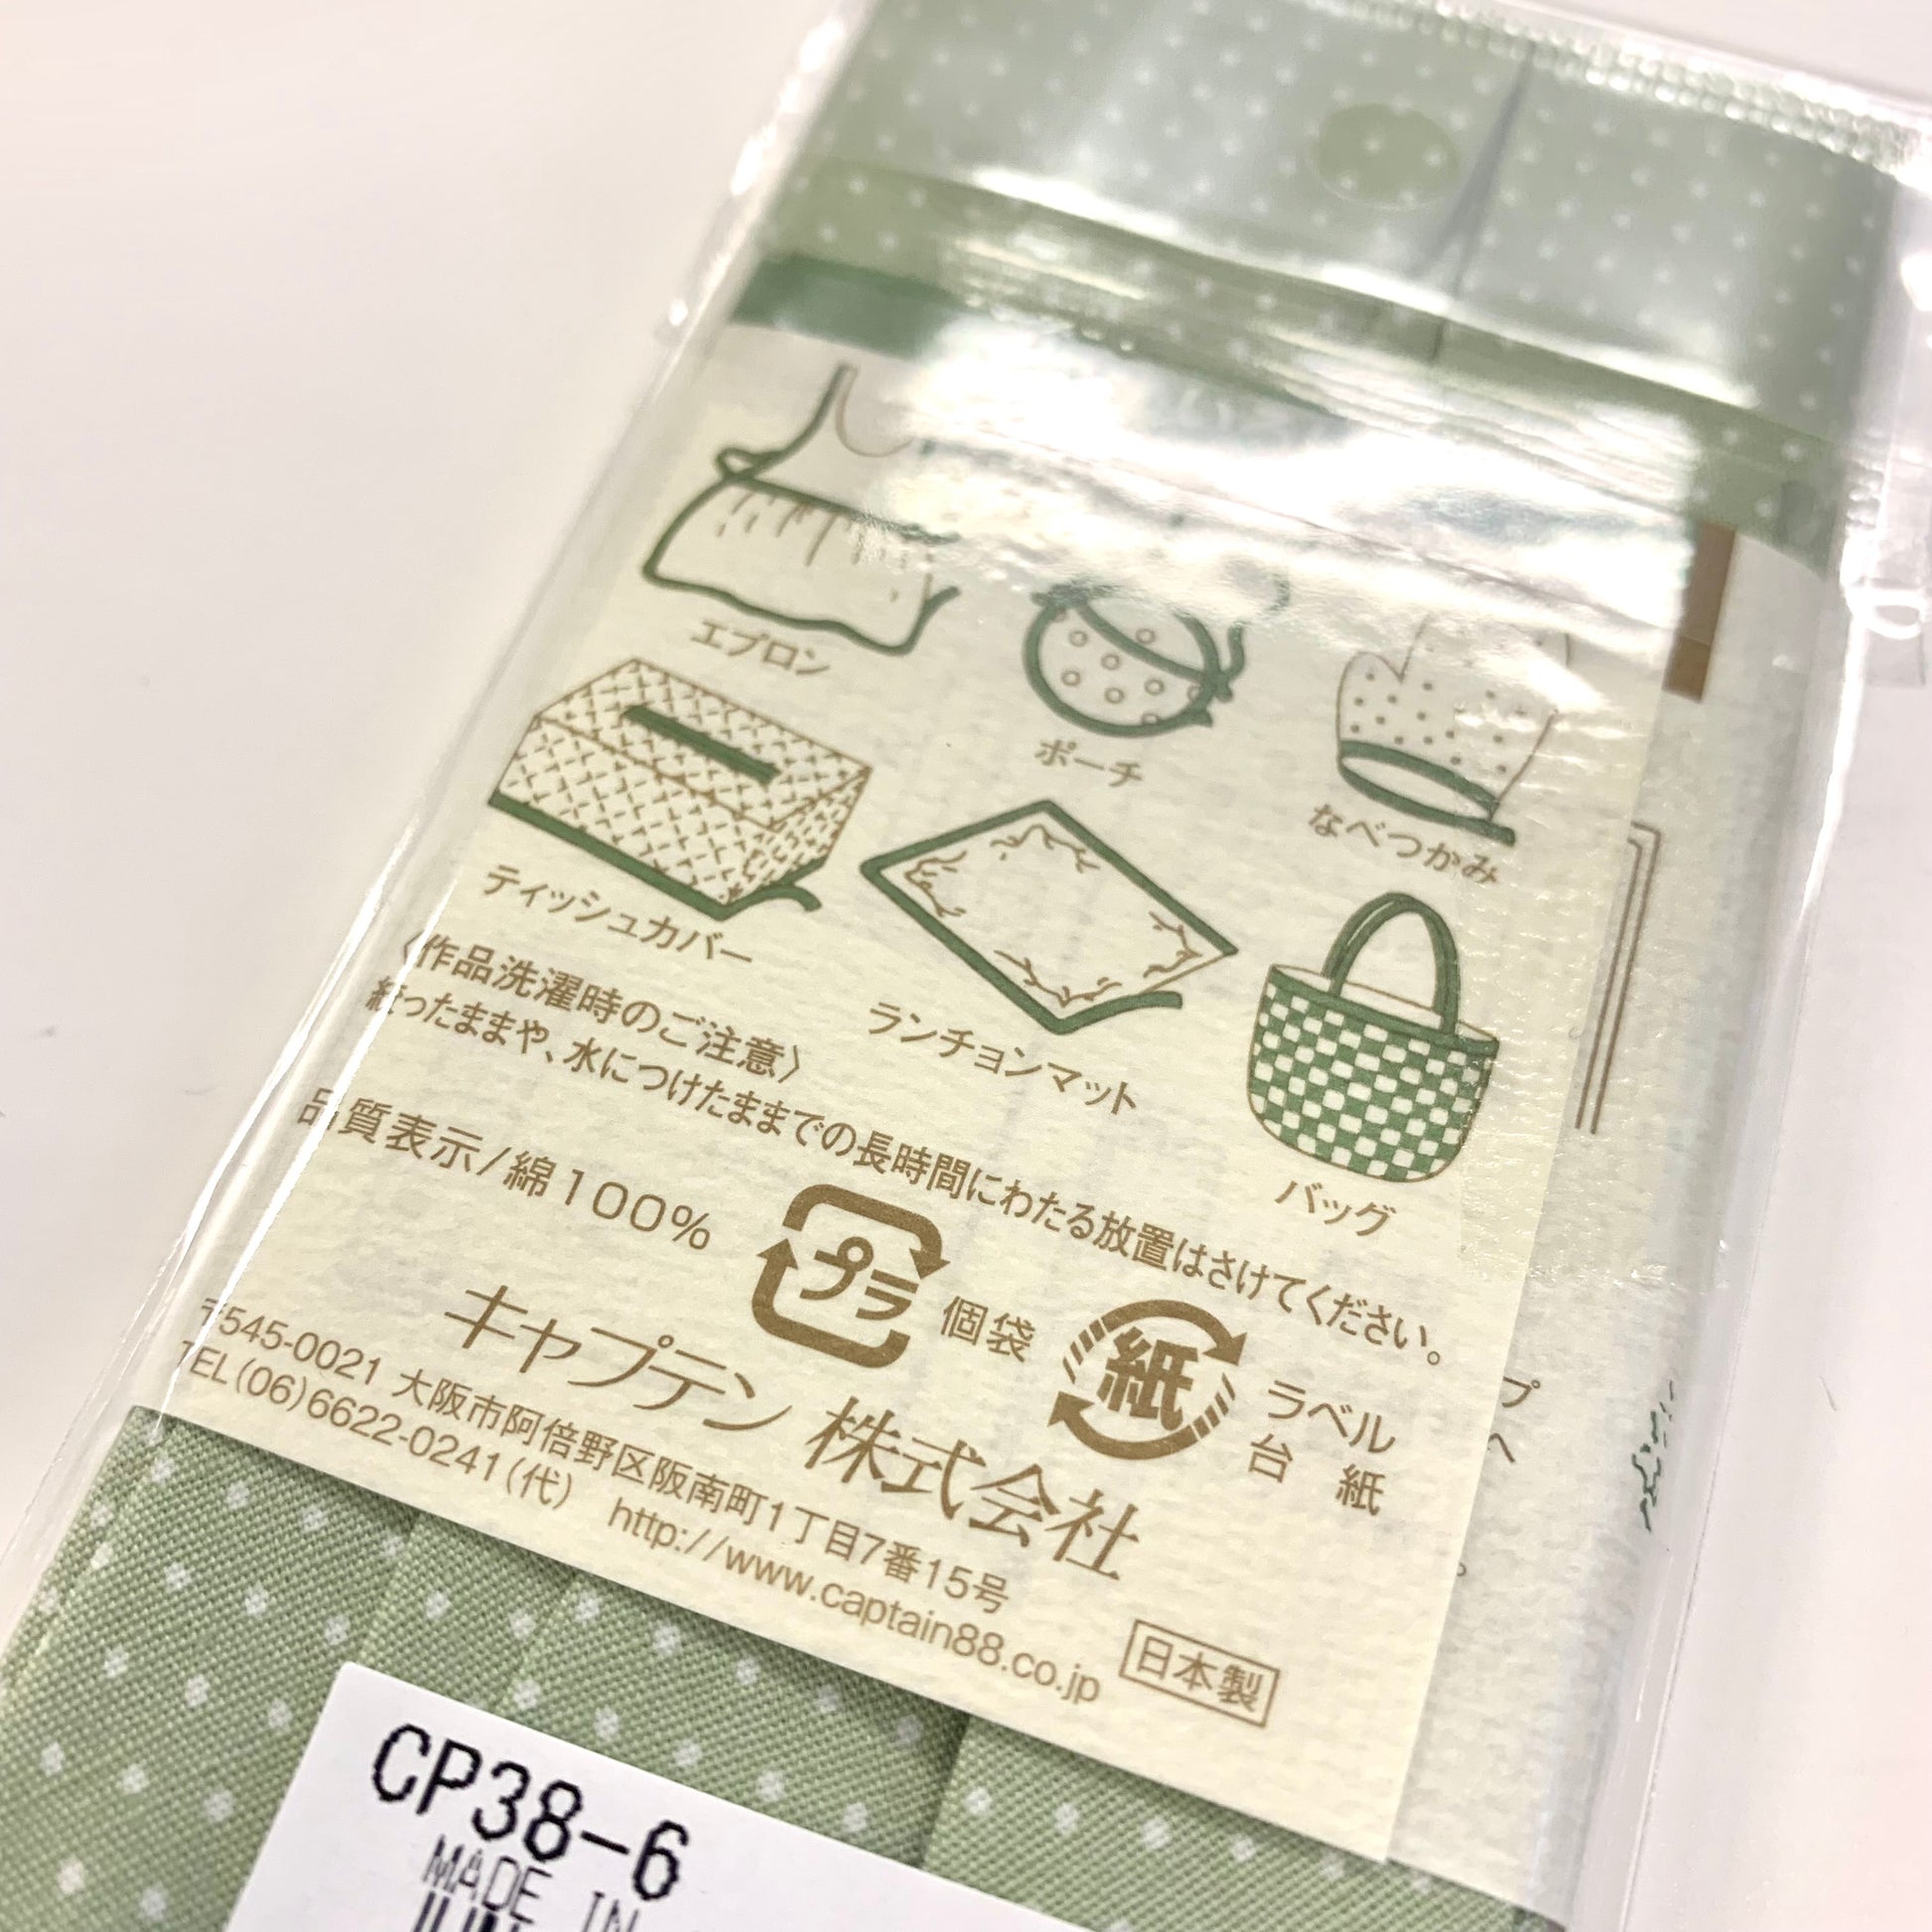 エプロン
ポーチ
なべつかみ
ティッシュカバー
ランチョンマット
バッグ
〈作品洗濯時のご注意〉
絞ったままや、水につけたままでの長時間にわたる放置はさけてください。
品質表示/綿100%
プラ
個袋
紙
ラベル
台紙
キャプテン株式会社
〒545-0021 大阪市阿倍野区阪南町1丁目7番15号
TEL(06)6622-0241(代) http://www.captain88.co.jp
日本製
CP38-6
MADE IN